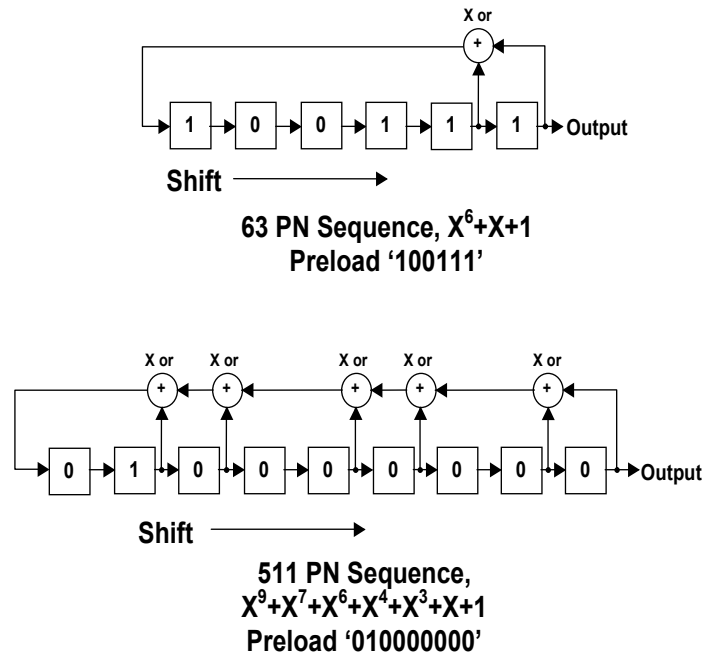 X or
+
1 0 0 1 1 1 Output
Shift
63 PN Sequence, X⁶+X+1
Preload ‘100111’
X or X or X or X or X or
+ + + + +
0 1 0 0 0 0 0 0 0 Output
Shift
511 PN Sequence,
X⁹+X⁷+X⁶+X⁴+X³+X+1
Preload ‘010000000’